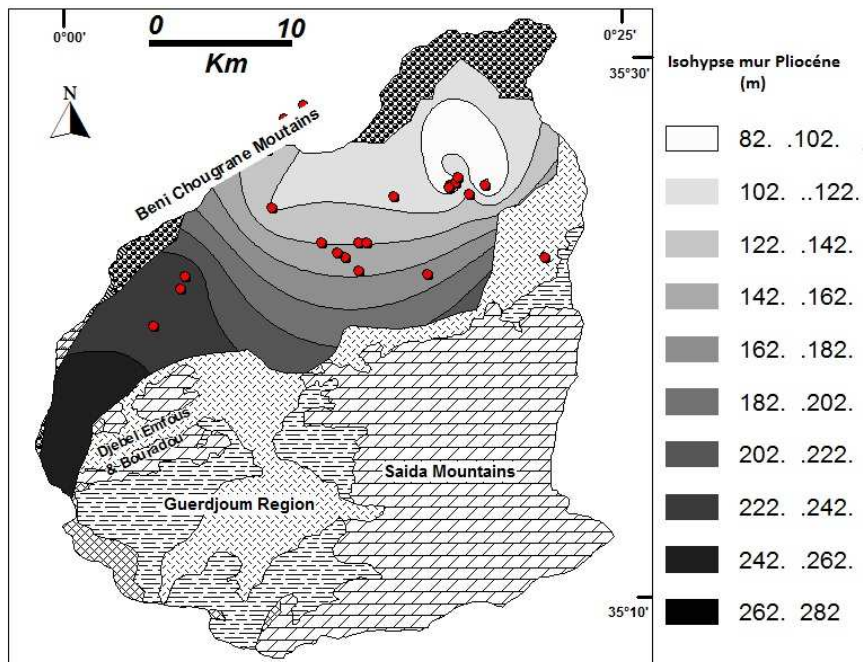 0°00'
0 10
Km
0°25'
35°30'
N
Beni Chougrane Moutains
Djebel Emfous
& Bouradou
Guerdjoum Region
Saida Mountains
35°10'
Isohypse mur Pliocéne
(m)
82. .102. .
102. ..122.
122. .142.
142. .162.
162. ..182.
182. ..202.
202. ..222.
222. ..242.
242. ..262.
262. 282